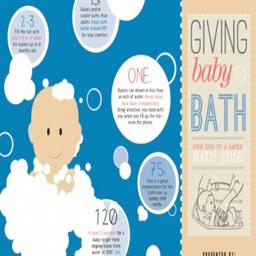 GIVING
baby a
BATH
FIVE TIPS TO A SAFER
BATH TIME
PRESENTED BY:
2-3
Fill the tub with
only 2-3 in of water
for babies up to 6
months old.
Babies prefer
cooler baths than
adults. Keep bath
water around
for max comfort.
ONE.
Babies can drown in less than
an inch of water. Never leave
your baby unsupervised.
Bring whatever you need with
you when you fill up the tub -
even the phone.
75°
This is a great
temperature for the
bathroom as
babies chill
easily.
120
It takes 2 seconds for a
baby to get third
degree burns from
water at